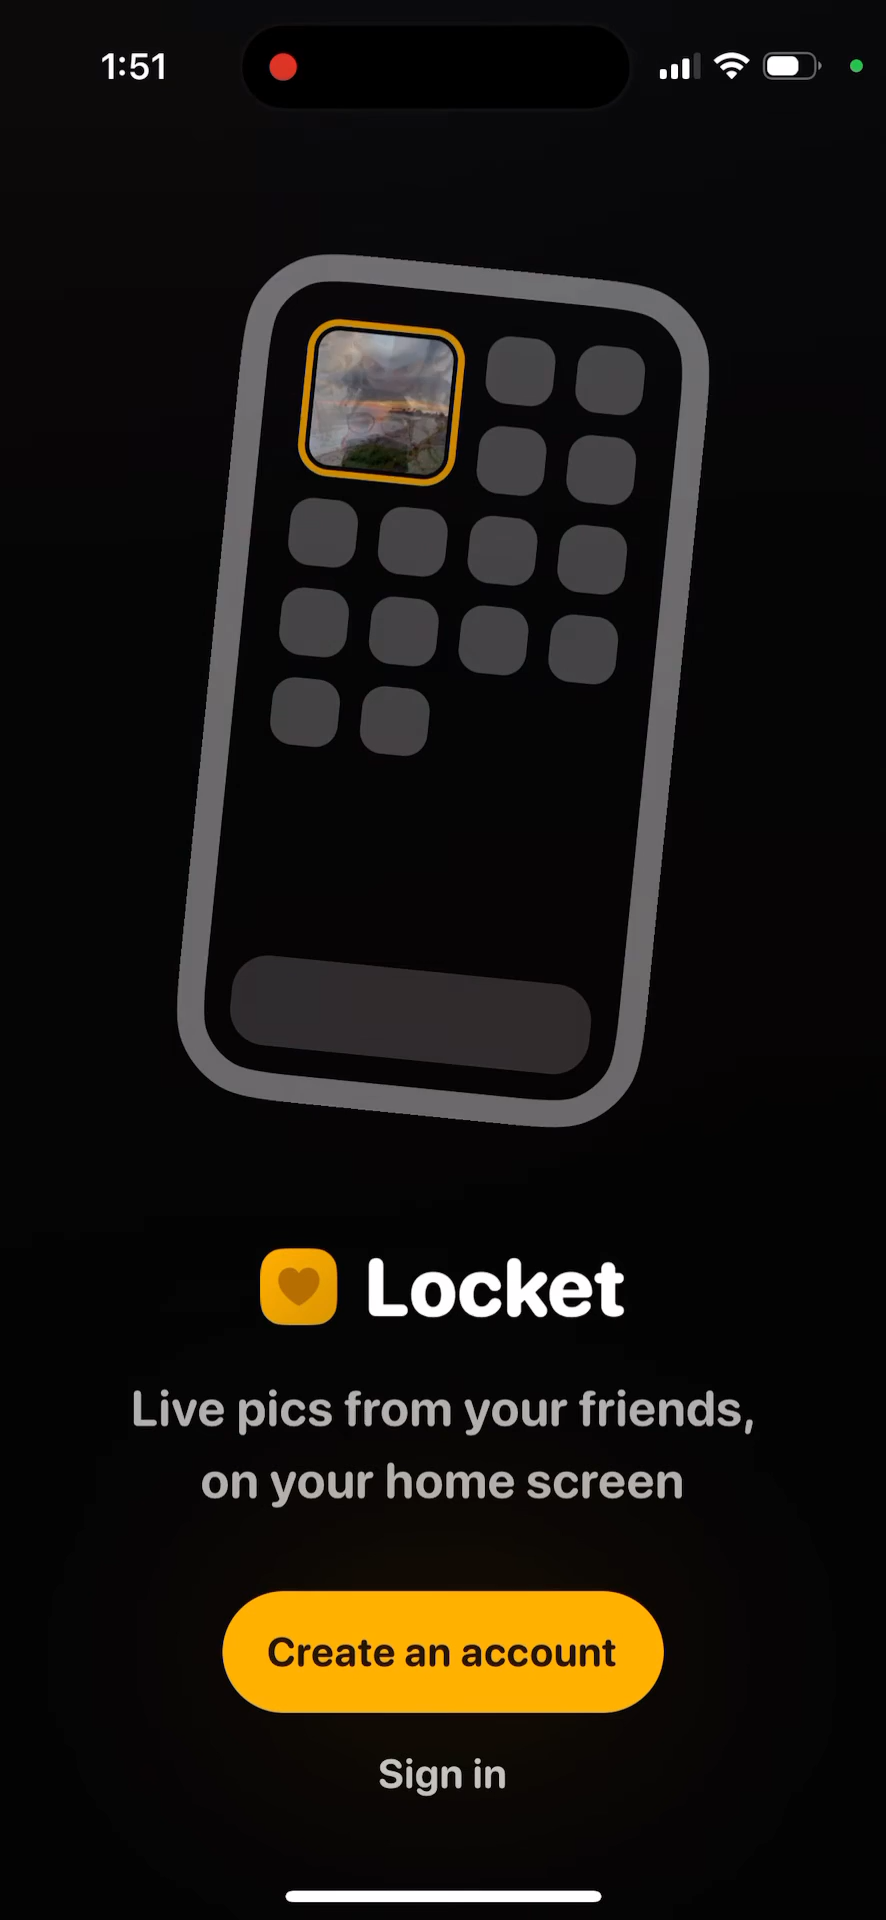 1:51
Locket
Live pics from your friends,
on your home screen
Create an account
Sign in